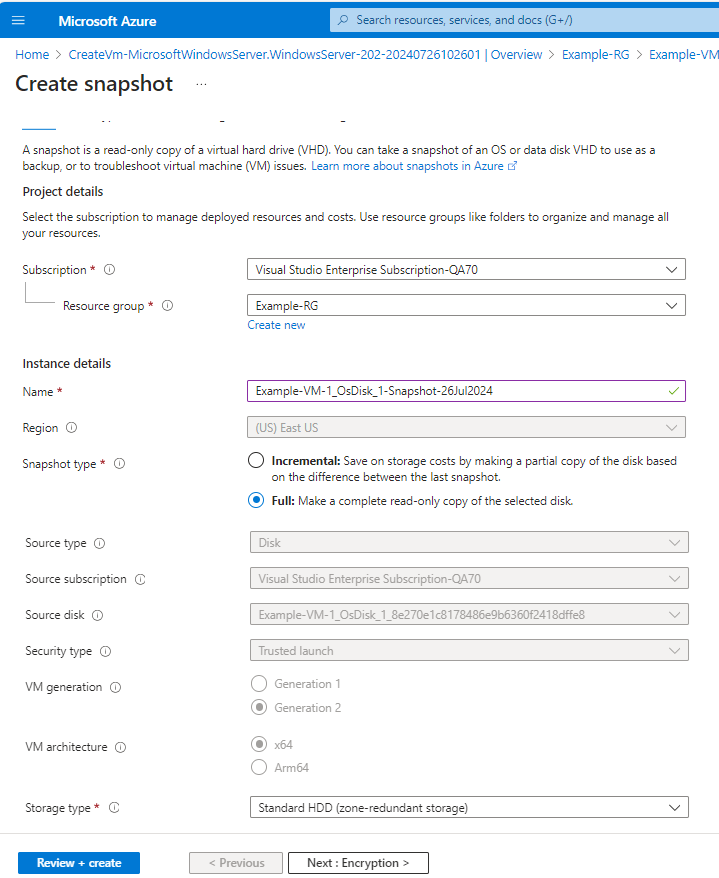 Microsoft Azure
Search resources, services, and docs (G+/)
Home > CreateVm-MicrosoftWindowsServer.WindowsServer-202-20240726102601 | Overview > Example-RG > Example-VM
Create snapshot ...
A snapshot is a read-only copy of a virtual hard drive (VHD). You can take a snapshot of an OS or data disk VHD to use as a
backup, or to troubleshoot virtual machine (VM) issues. Learn more about snapshots in Azure
Project details
Select the subscription to manage deployed resources and costs. Use resource groups like folders to organize and manage all
your resources.
Subscription *
Visual Studio Enterprise Subscription-QA70
Resource group *
Example-RG
Create new
Instance details
Name *
Example-VM-1_OsDisk_1-Snapshot-26Jul2024
Region
(US) East US
Snapshot type *
Incremental: Save on storage costs by making a partial copy of the disk based
on the difference between the last snapshot.
Full: Make a complete read-only copy of the selected disk.
Source type
Disk
Source subscription
Visual Studio Enterprise Subscription-QA70
Source disk
Example-VM-1_OsDisk_1_8e270e1c8178486e9b6360f2418dffe8
Security type
Trusted launch
VM generation
Generation 1
Generation 2
VM architecture
x64
Arm64
Storage type *
Standard HDD (zone-redundant storage)
Review + create
< Previous
Next : Encryption >